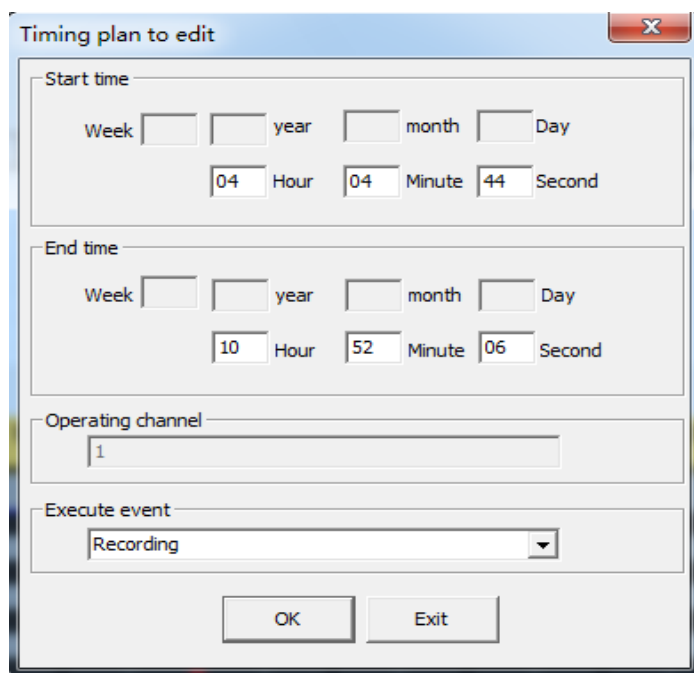 Timing plan to edit
Start time
Week year month Day
04 Hour 04 Minute 44 Second
End time
Week year month Day
10 Hour 52 Minute 06 Second
Operating channel
1
Execute event
Recording
OK Exit